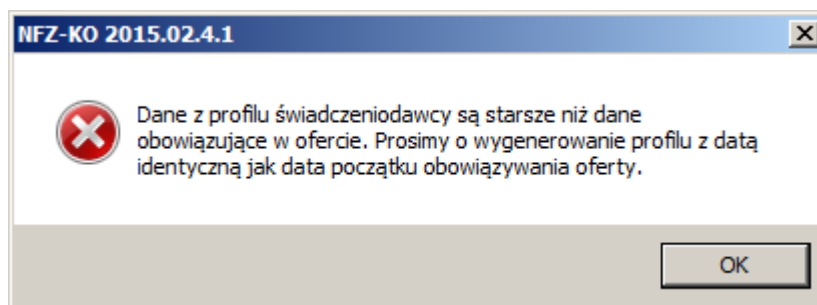 NFZ-KO 2015.02.4.1
Dane z profilu świadczeniodawcy są starsze niż dane
obowiązujące w ofercie. Prosimy o wygenerowanie profilu z datą
identyczną jak data początku obowiązywania oferty.
OK